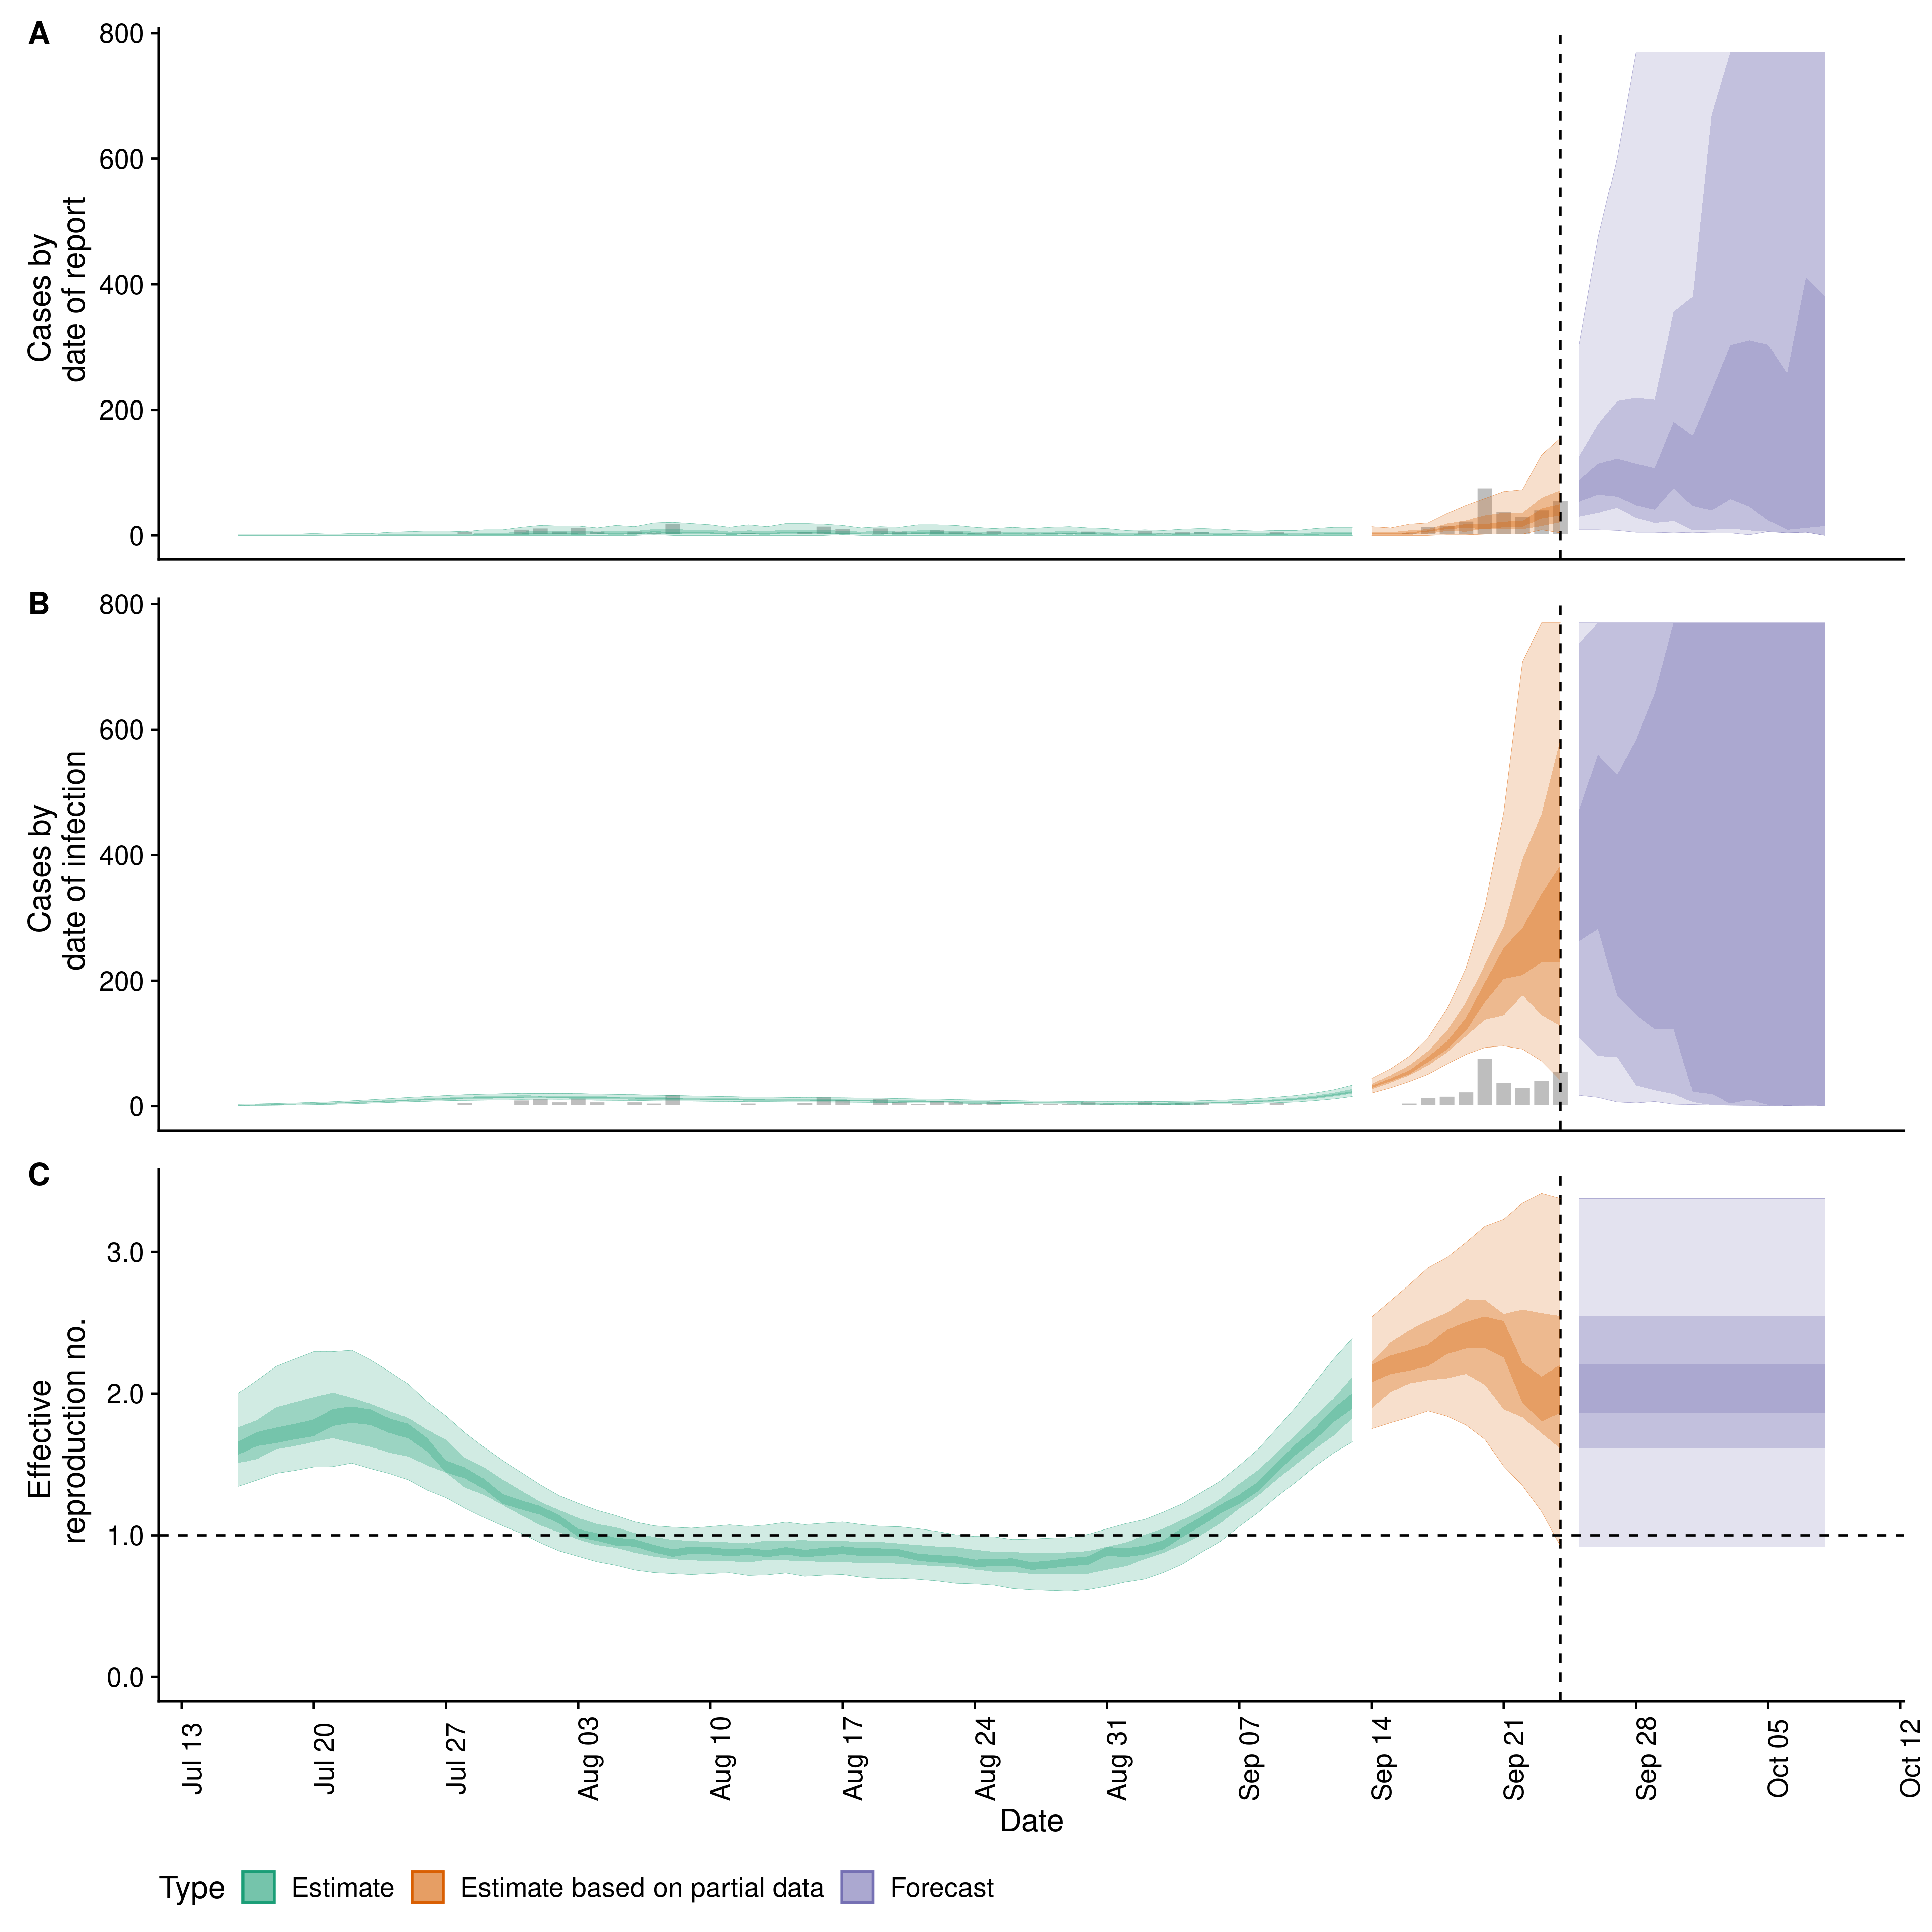 A
800
600
400
200
0
Cases by
date of report
B
800
600
400
200
0
Cases by
date of infection
C
3.0
2.0
1.0
0.0
Effective
reproduction no.
Jul 13
Jul 20
Jul 27
Aug 03
Aug 10
Aug 17
Aug 24
Aug 31
Sep 07
Sep 14
Sep 21
Sep 28
Oct 05
Oct 12
Date
Type Estimate Estimate based on partial data Forecast